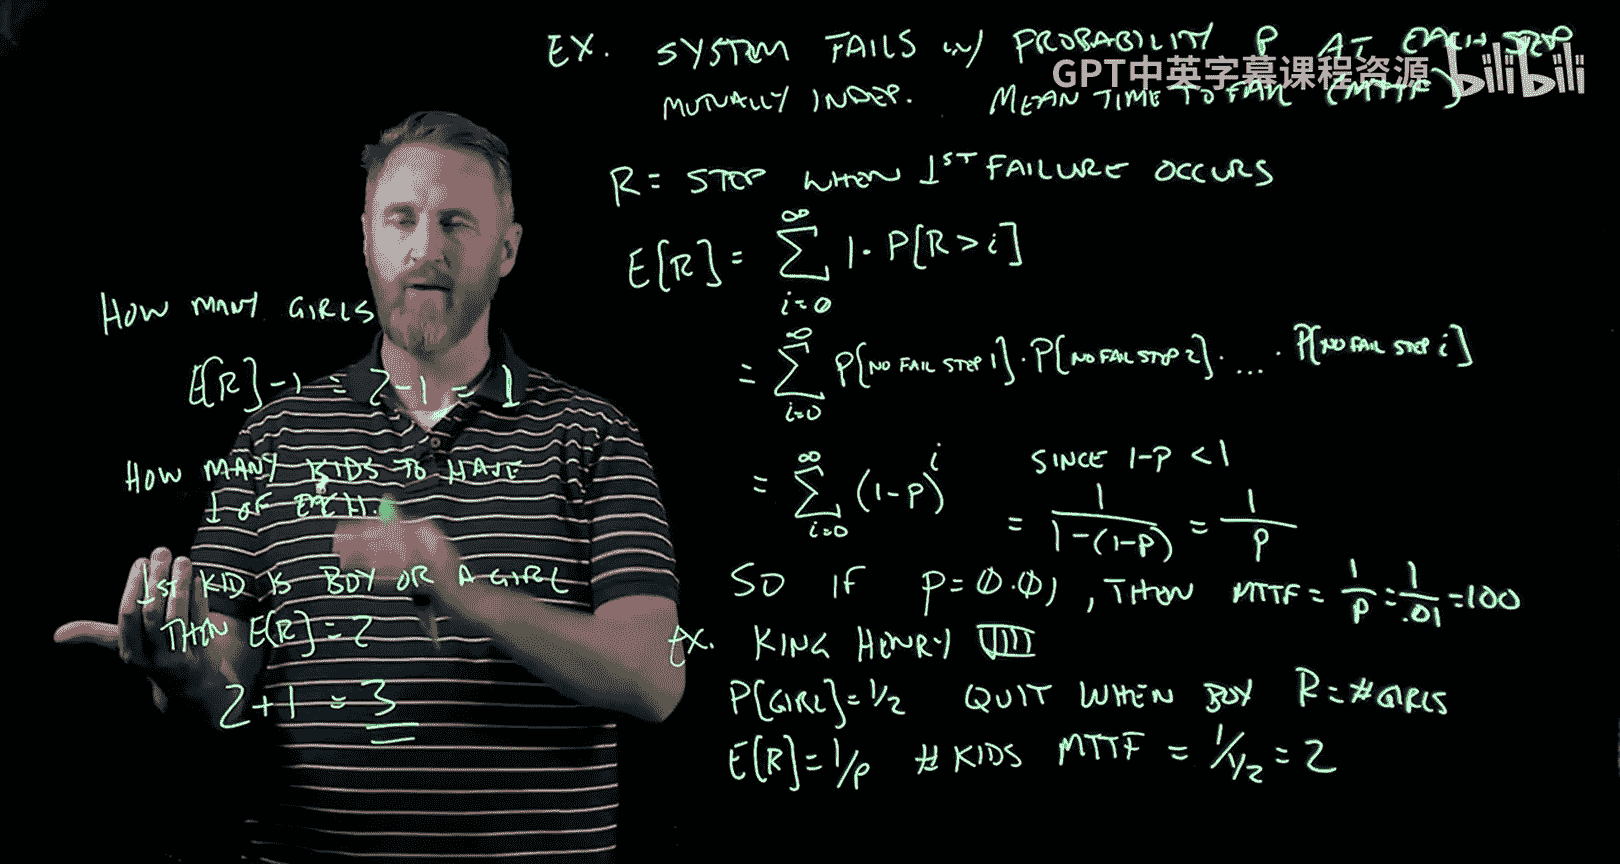 EX. SYSTEM FAILS W/ PROBABILITY P AT EACH STEP
MUTUALLY INDEP. MEAN TIME TO FAIL (MTTF)
GPT中英字幕课程资源 bilibili
R = STEP WHEN 1ST FAILURE OCCURS
E[R] = ∞ ∑ i=0 1 · P[R > i]
= ∞ ∑ i=0 P[NO FAIL STEP 1] · P[NO FAIL STEP 2] · ... · P[NO FAIL STEP i]
= ∞ ∑ i=0 (1-P)^i SINCE 1-P < 1
= 1/(1-(1-P)) = 1/P
SO IF P = 0.01, THEN MTTF = 1/P = 1/.01 = 100
EX. KING HENRY VIII
P[GIRL] = 1/2 QUIT WHEN BOY R = #GIRLS
E[R] = 1/P # KIDS MTTF = 1/1/2 = 2
HOW MANY GIRLS
E[R] - 1 = 2 - 1 = 1
HOW MANY KIDS TO HAVE
1 OF EACH.
1ST KID IS BOY OR A GIRL
THEN E[R] = 2
2 + 1 = 3